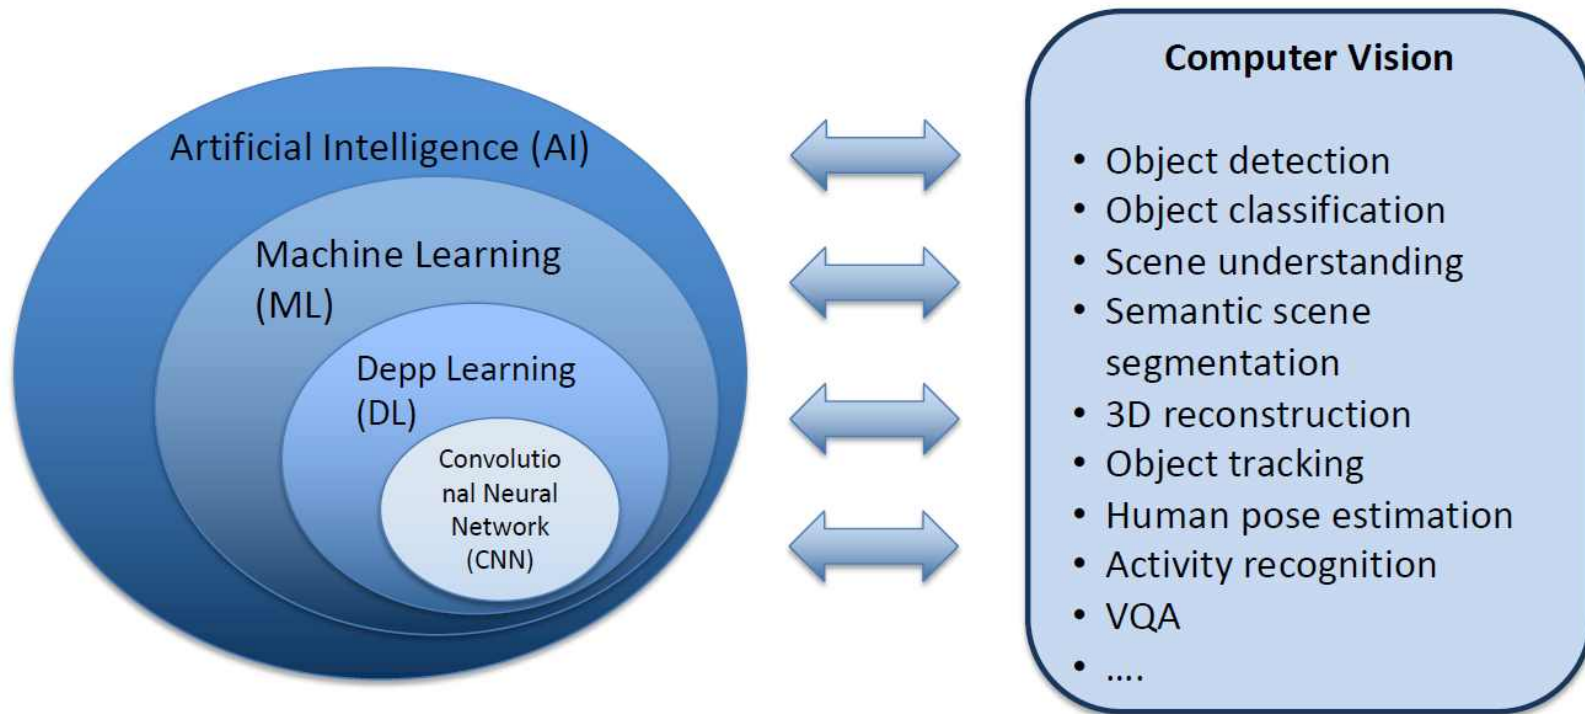 Artificial Intelligence (AI)
Machine Learning
(ML)
Depp Learning
(DL)
Convolutio
nal Neural
Network
(CNN)
Computer Vision
• Object detection
• Object classification
• Scene understanding
• Semantic scene
segmentation
• 3D reconstruction
• Object tracking
• Human pose estimation
• Activity recognition
• VQA
• ....